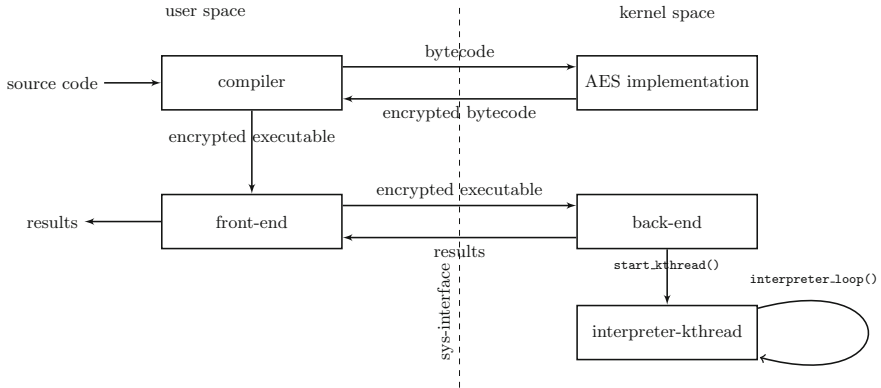 user space
kernel space
source code
compiler
bytecode
AES implementation
encrypted bytecode
encrypted executable
results
front-end
encrypted executable
back-end
results
sys-interface
start_kthread()
interpreter_loop()
interpreter-kthread